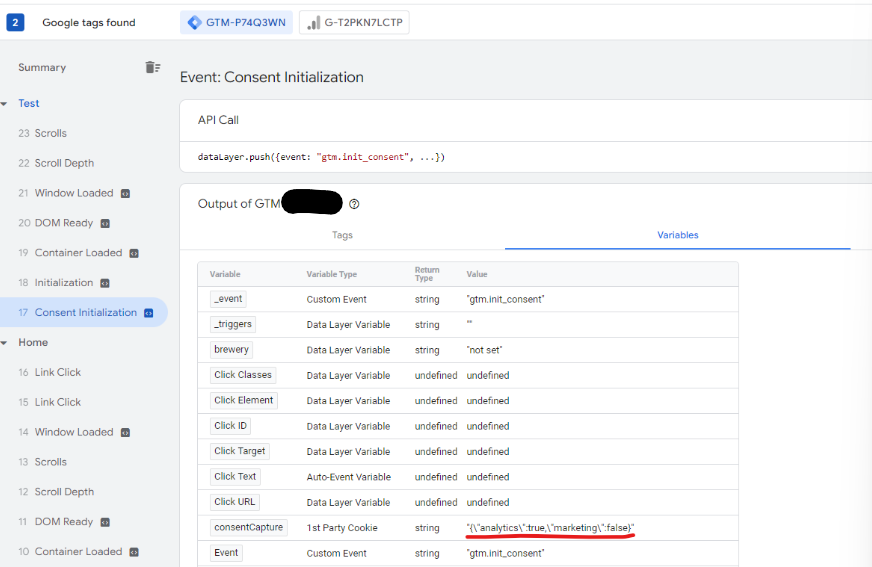 2 Google tags found GTM-P74Q3WN G-T2PKN7LCTP
Summary
Test
23 Scrolls
22 Scroll Depth
21 Window Loaded
20 DOM Ready
19 Container Loaded
18 Initialization
17 Consent Initialization
Home
16 Link Click
15 Link Click
14 Window Loaded
13 Scrolls
12 Scroll Depth
11 DOM Ready
10 Container Loaded
Event: Consent Initialization
API Call
dataLayer.push({event: "gtm.init_consent", ...})
Output of GTM
Tags Variables
Variable Variable Type Return Type Value
_event Custom Event string "gtm.init_consent"
_triggers Data Layer Variable string ""
brewery Data Layer Variable string "not set"
Click Classes Data Layer Variable undefined undefined
Click Element Data Layer Variable undefined undefined
Click ID Data Layer Variable undefined undefined
Click Target Data Layer Variable undefined undefined
Click Text Auto-Event Variable undefined undefined
Click URL Data Layer Variable undefined undefined
consentCapture 1st Party Cookie string "{\"analytics\":true,\"marketing\":false}"
Event Custom Event string "gtm.init_consent"